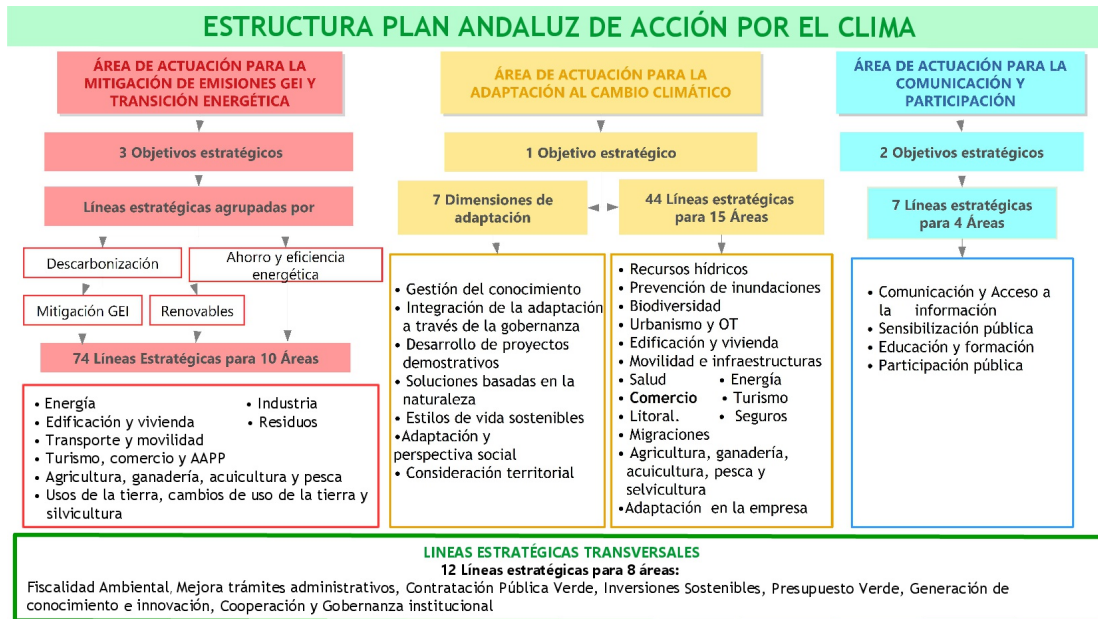 ESTRUCTURA PLAN ANDALUZ DE ACCIÓN POR EL CLIMA
ÁREA DE ACTUACIÓN PARA LA
MITIGACIÓN DE EMISIONES GEI Y
TRANSICIÓN ENERGÉTICA
3 Objetivos estratégicos
Líneas estratégicas agrupadas por
Descarbonización
Ahorro y eficiencia
energética
Mitigación GEI
Renovables
74 Líneas Estratégicas para 10 Áreas
• Energía
• Industria
• Edificación y vivienda
• Residuos
• Transporte y movilidad
• Turismo, comercio y AAPP
• Agricultura, ganadería, acuicultura y pesca
• Usos de la tierra, cambios de uso de la tierra y
silvicultura
ÁREA DE ACTUACIÓN PARA LA
ADAPTACIÓN AL CAMBIO CLIMÁTICO
1 Objetivo estratégico
7 Dimensiones de
adaptación
• Gestión del conocimiento
• Integración de la adaptación
a través de la gobernanza
• Desarrollo de proyectos
demostrativos
• Soluciones basadas en la
naturaleza
• Estilos de vida sostenibles
•Adaptación y
perspectiva social
• Consideración territorial
44 Líneas estratégicas
para 15 Áreas
• Recursos hídricos
• Prevención de inundaciones
• Biodiversidad
• Urbanismo y OT
• Edificación y vivienda
• Movilidad e infraestructuras
• Salud
• Energía
• Comercio
• Turismo
• Litoral.
• Seguros
• Migraciones
• Agricultura, ganadería,
acuicultura, pesca y
selvicultura
•Adaptación en la empresa
ÁREA DE ACTUACIÓN PARA LA
COMUNICACIÓN Y
PARTICIPACIÓN
2 Objetivos estratégicos
7 Líneas estratégicas
para 4 Áreas
• Comunicación y Acceso a
la información
• Sensibilización pública
• Educación y formación
• Participación pública
LINEAS ESTRATÉGICAS TRANSVERSALES
12 Líneas estratégicas para 8 áreas:
Fiscalidad Ambiental, Mejora trámites administrativos, Contratación Pública Verde, Inversiones Sostenibles, Presupuesto Verde, Generación de
conocimiento e innovación, Cooperación y Gobernanza institucional